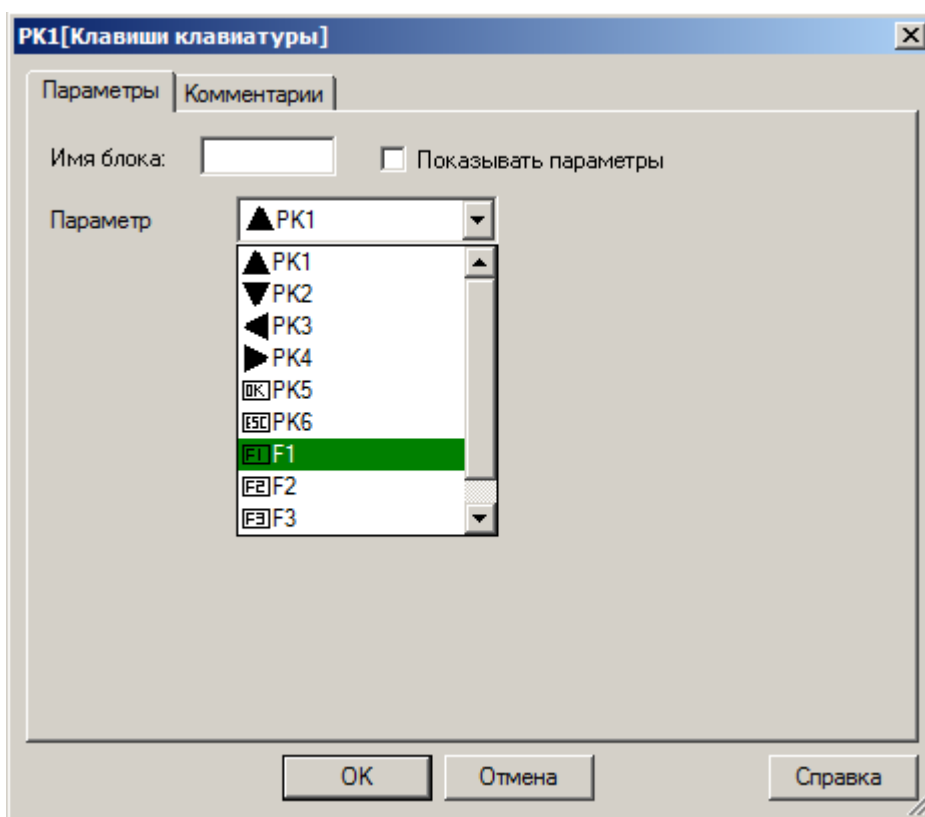 РК1[Клавиши клавиатуры]
Параметры Комментарии
Имя блока: Показывать параметры
Параметр PK1
PK1
PK2
PK3
PK4
OK PK5
ESC PK6
F1 F1
F2 F2
F3 F3
OK Отмена Справка